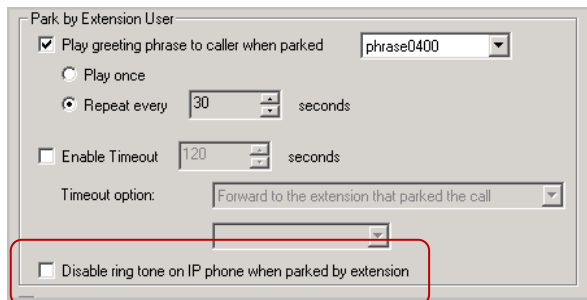 Park by Extension User
Play greeting phrase to caller when parked phrase0400
Play once
Repeat every 30 seconds
Enable Timeout 120 seconds
Timeout option: Forward to the extension that parked the call
Disable ring tone on IP phone when parked by extension